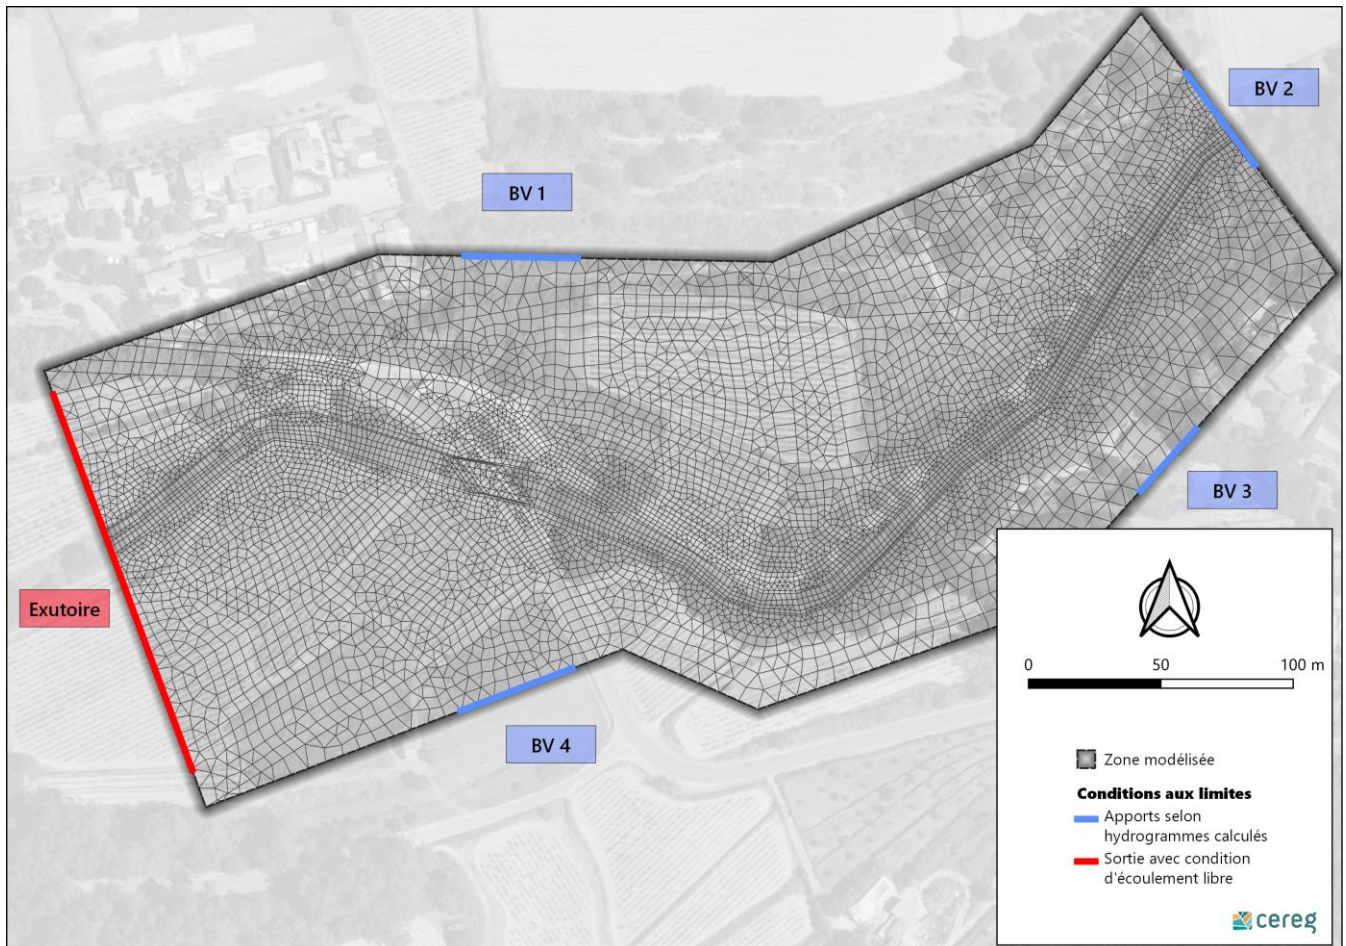 BV 2
BV 1
BV 3
Exutoire
BV 4
0 50 100 m
Zone modélisée
Conditions aux limites
Apports selon
hydrogrammes calculés
Sortie avec condition
d'écoulement libre
cereg